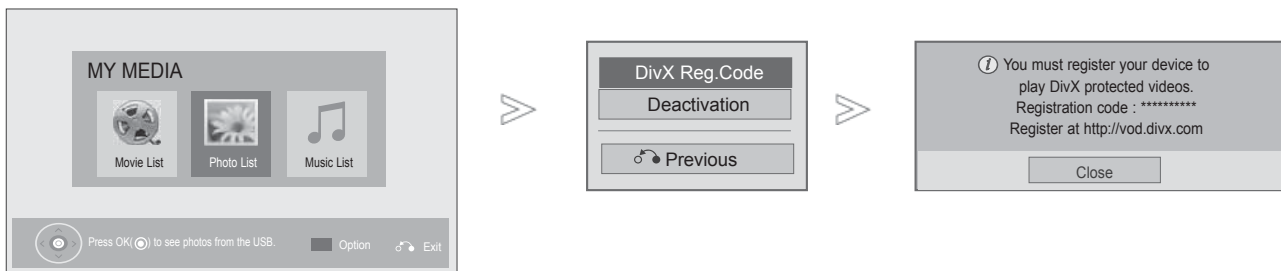 MY MEDIA
Movie List
Photo List
Music List
Press OK(◉) to see photos from the USB.
Option
Exit
DivX Reg.Code
Deactivation
Previous
i You must register your device to
play DivX protected videos.
Registration code : **********
Register at http://vod.divx.com
Close